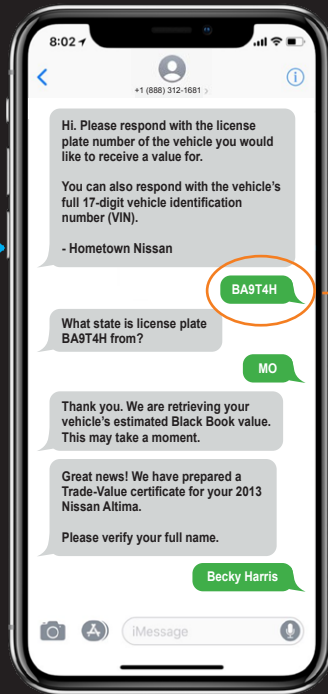 8:02
+1 (888) 312-1681
Hi. Please respond with the license
plate number of the vehicle you would
like to receive a value for.
You can also respond with the vehicle's
full 17-digit vehicle identification
number (VIN).
- Hometown Nissan
BA9T4H
What state is license plate
BA9T4H from?
MO
Thank you. We are retrieving your
vehicle's estimated Black Book value.
This may take a moment.
Great news! We have prepared a
Trade-Value certificate for your 2013
Nissan Altima.
Please verify your full name.
Becky Harris
iMessage